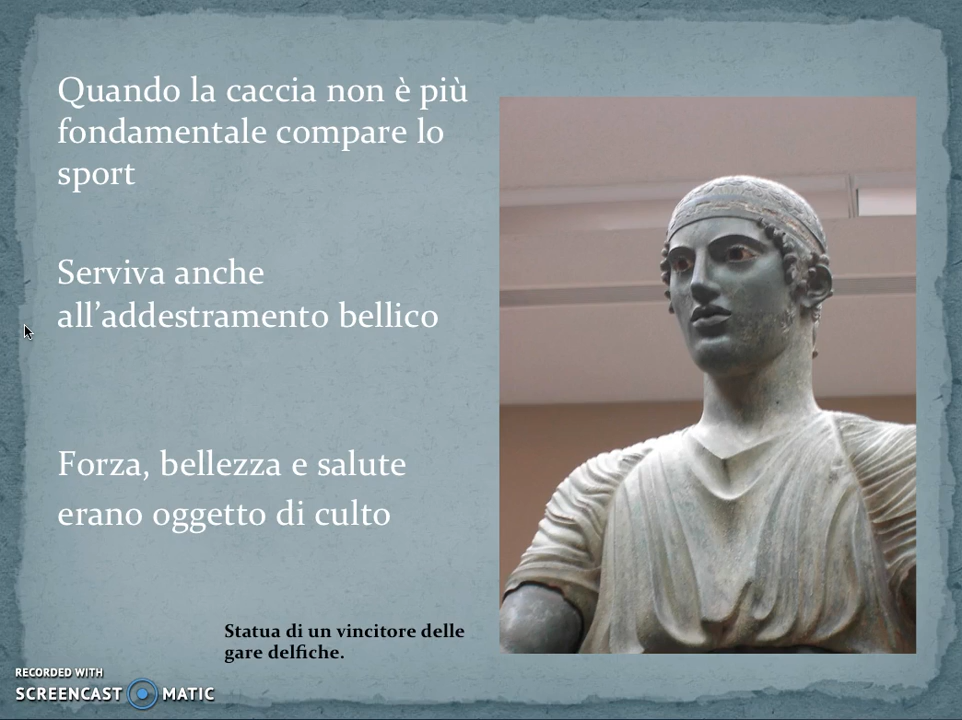 Quando la caccia non è più
fondamentale compare lo
sport
Serviva anche
all’addestramento bellico
Forza, bellezza e salute
erano oggetto di culto
Statua di un vincitore delle
gare delfiche.
RECORDED WITH
SCREENCAST MATIC